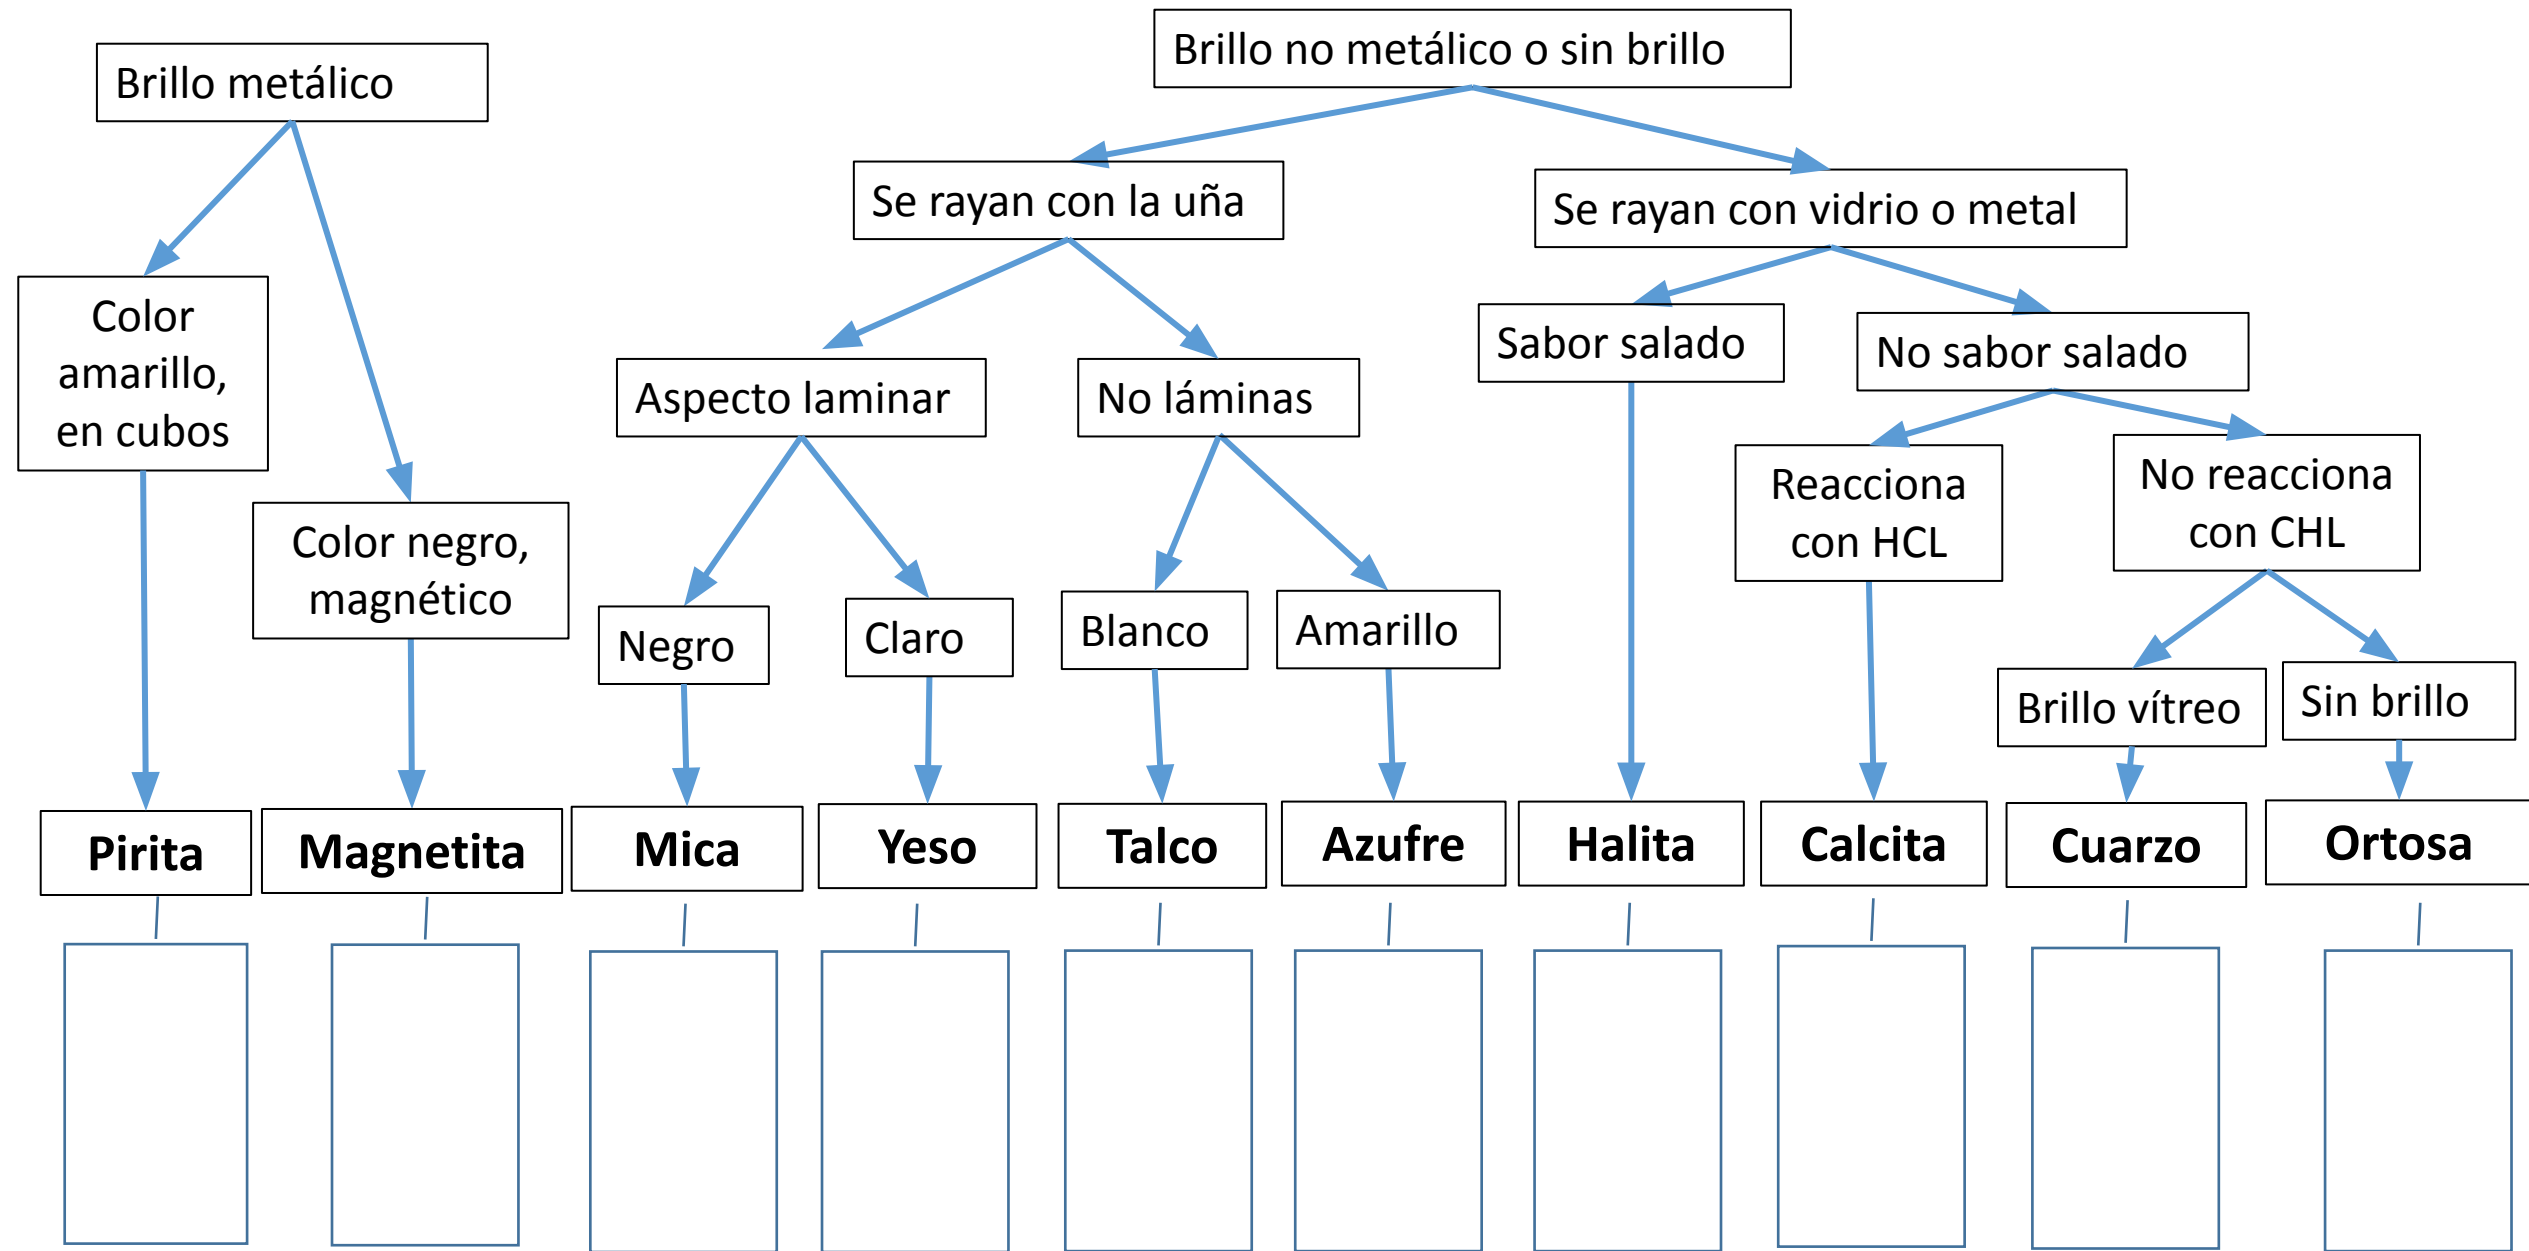 Brillo no metálico o sin brillo
Brillo metálico
Se rayan con la uña
Se rayan con vidrio o metal
Color
amarillo,
en cubos
Sabor salado
No sabor salado
Aspecto laminar
No láminas
Reacciona
con HCL
No reacciona
con CHL
Color negro,
magnético
Negro
Claro
Blanco
Amarillo
Brillo vítreo
Sin brillo
Pirita
Magnetita
Mica
Yeso
Talco
Azufre
Halita
Calcita
Cuarzo
Ortosa